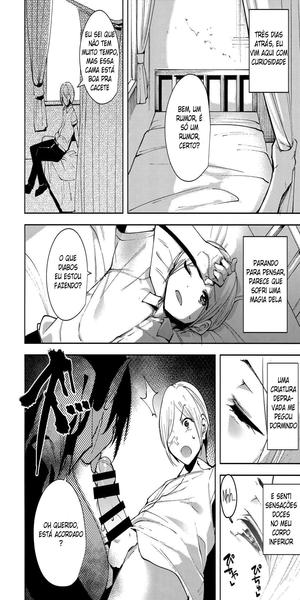 TRÊS DIAS
ATRÁS, EU
VIM AQUI COM
CURIOSIDADE
BEM, UM
RUMOR, É
SÓ UM
RUMOR,
CERTO?
EU SEI QUE
NÃO TEM
MUITO TEMPO,
MAS ESSA
CAMA ESTÁ
BOA PRA
CACETE
PARANDO
PARA PENSAR,
PARECE QUE
SOFRI UMA
MAGIA DELA
O QUE
DIABOS
EU ESTOU
FAZENDO?
UMA
CRIATURA
DEPRA-
VADA ME
PEGOU
DORMINDO
E SENTI
SENSAÇÕES
DOCES
NO MEU
CORPO
INFERIOR
OH QUERIDO,
ESTÁ ACORDADO
?